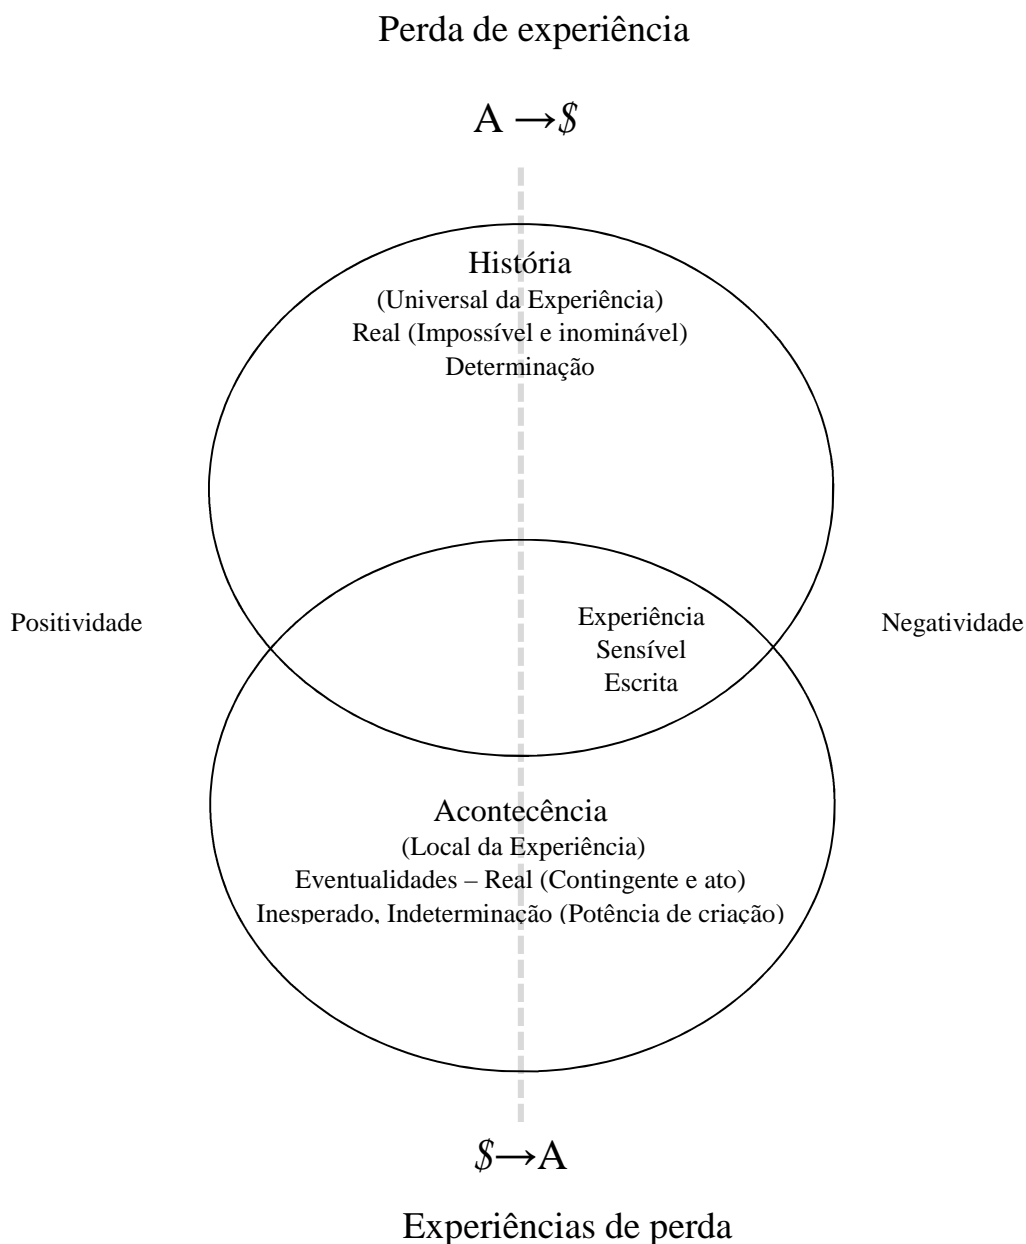 Perda de experiência
A →$
História
(Universal da Experiência)
Real (Impossível e inominável)
Determinação
Positividade
Experiência
Sensível
Escrita
Negatividade
Acontecência
(Local da Experiência)
Eventualidades – Real (Contingente e ato)
Inesperado, Indeterminação (Potência de criação)
$→A
Experiências de perda